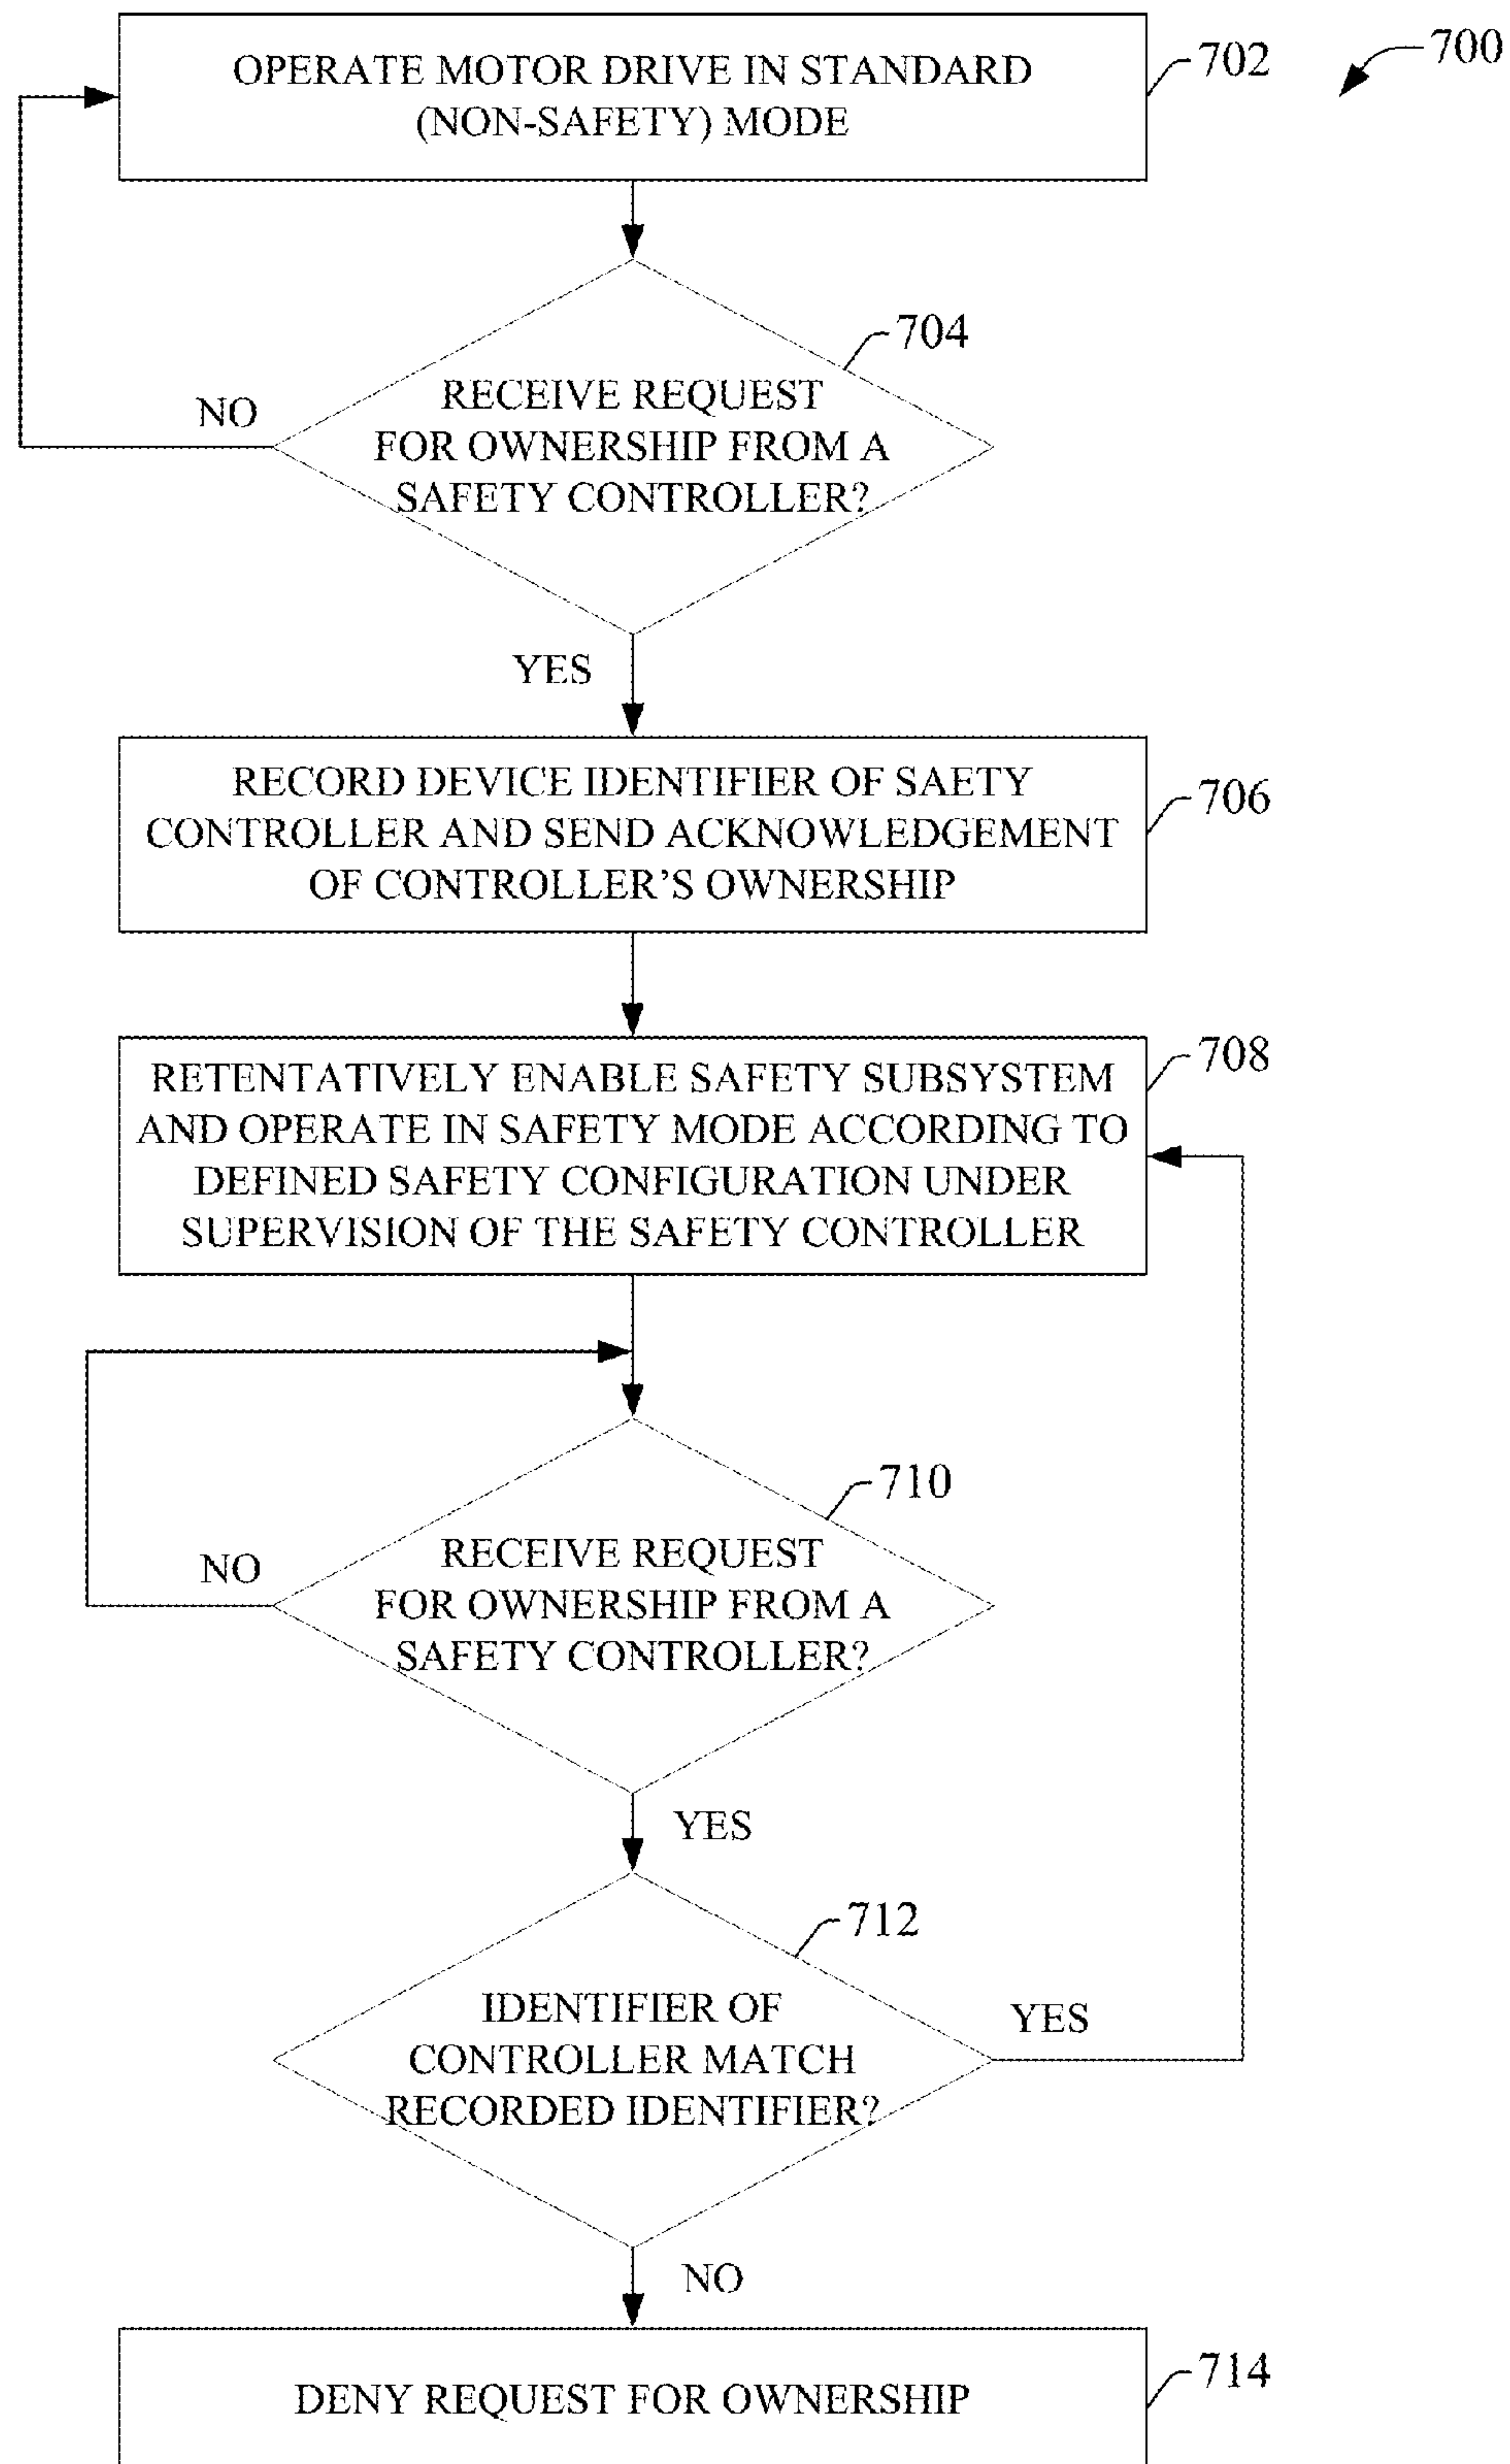 OPERATE MOTOR DRIVE IN STANDARD
(NON-SAFETY) MODE
702
700
704
RECEIVE REQUEST
FOR OWNERSHIP FROM A
SAFETY CONTROLLER?
NO
YES
RECORD DEVICE IDENTIFIER OF SAETY
CONTROLLER AND SEND ACKNOWLEDGEMENT
OF CONTROLLER'S OWNERSHIP
706
RETENTATIVELY ENABLE SAFETY SUBSYSTEM
AND OPERATE IN SAFETY MODE ACCORDING TO
DEFINED SAFETY CONFIGURATION UNDER
SUPERVISION OF THE SAFETY CONTROLLER
708
710
RECEIVE REQUEST
FOR OWNERSHIP FROM A
SAFETY CONTROLLER?
NO
YES
712
IDENTIFIER OF
CONTROLLER MATCH
RECORDED IDENTIFIER?
YES
NO
DENY REQUEST FOR OWNERSHIP
714